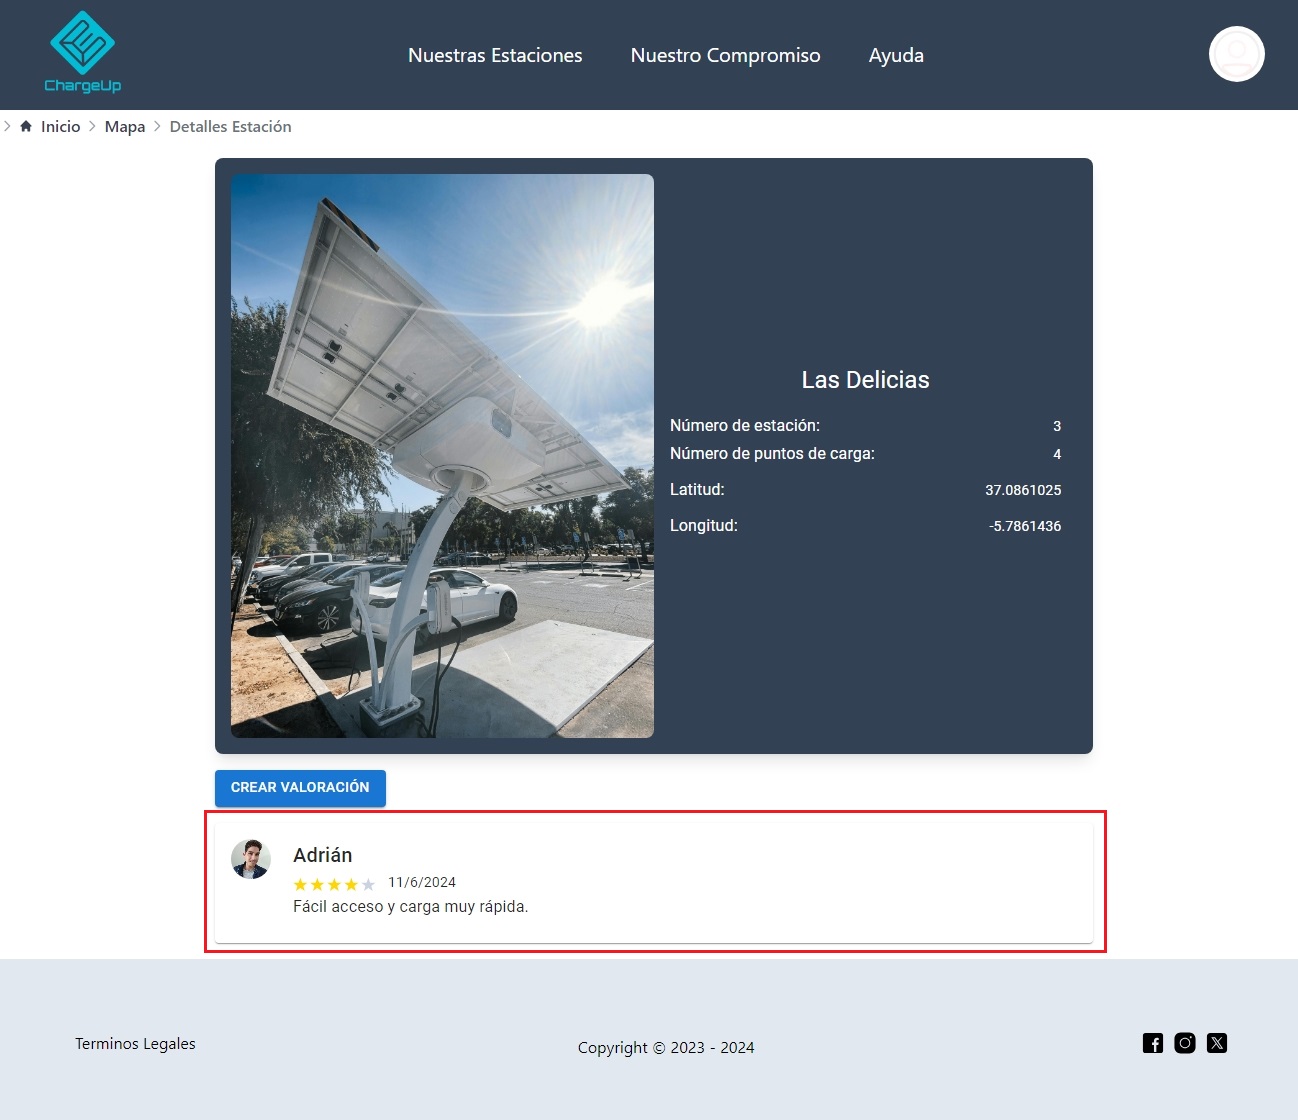 ChargeUp
Nuestras Estaciones Nuestro Compromiso Ayuda
Inicio Mapa Detalles Estación
Las Delicias
Número de estación: 3
Número de puntos de carga: 4
Latitud: 37.0861025
Longitud: -5.7861436
CREAR VALORACIÓN
Adrián
11/6/2024
Fácil acceso y carga muy rápida.
Terminos Legales
Copyright © 2023 - 2024